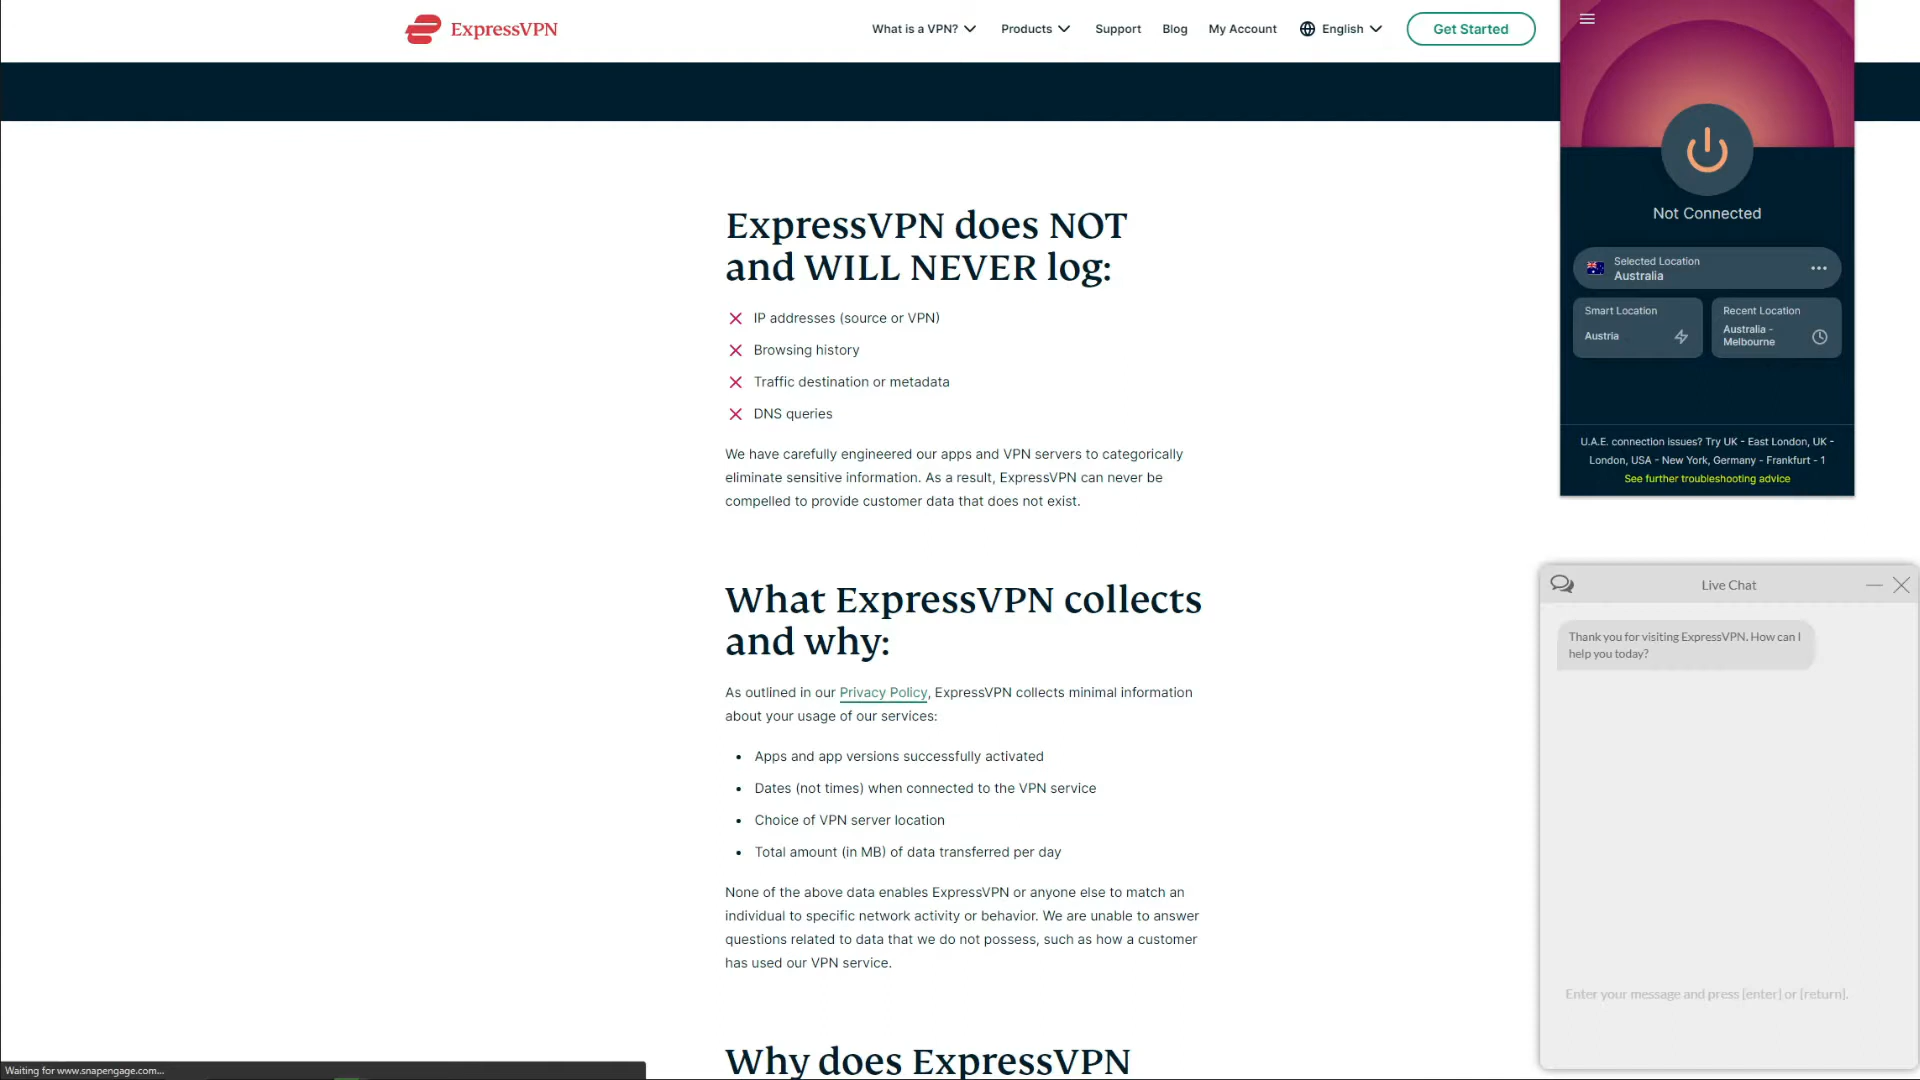 ExpressVPN
What is a VPN?
Products
Support
Blog
My Account
English
Get Started
ExpressVPN does NOT
and WILL NEVER log:
IP addresses (source or VPN)
Browsing history
Traffic destination or metadata
DNS queries
We have carefully engineered our apps and VPN servers to categorically
eliminate sensitive information. As a result, ExpressVPN can never be
compelled to provide customer data that does not exist.
What ExpressVPN collects
and why:
As outlined in our Privacy Policy, ExpressVPN collects minimal information
about your usage of our services:
Apps and app versions successfully activated
Dates (not times) when connected to the VPN service
Choice of VPN server location
Total amount (in MB) of data transferred per day
None of the above data enables ExpressVPN or anyone else to match an
individual to specific network activity or behavior. We are unable to answer
questions related to data that we do not possess, such as how a customer
has used our VPN service.
Why does ExpressVPN
Not Connected
Selected Location
Australia
Smart Location
Austria
Recent Location
Australia -
Melbourne
U.A.E. connection issues? Try UK - East London, UK -
London, USA - New York, Germany - Frankfurt - 1
See further troubleshooting advice
Live Chat
Thank you for visiting ExpressVPN. How can I
help you today?
Enter your message and press [enter] or [return].
Waiting for www.snapengage.com...